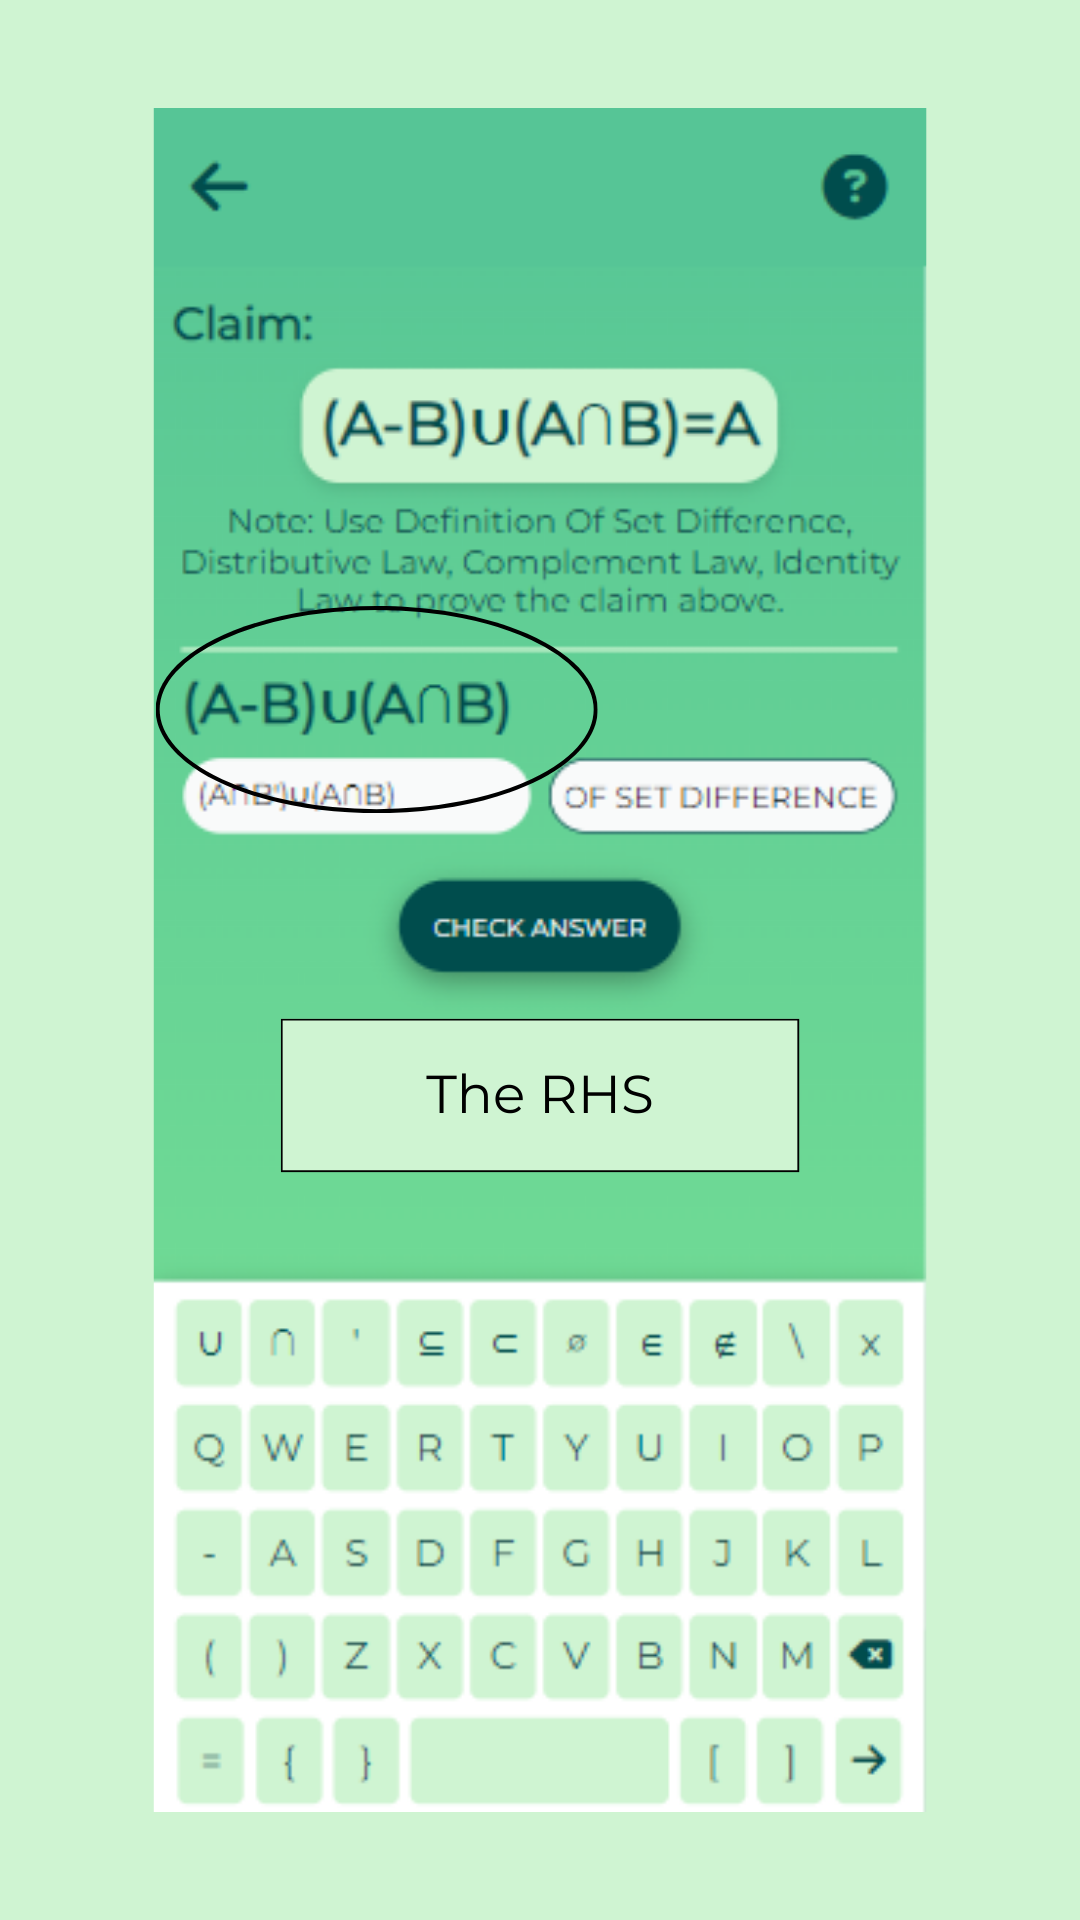 ?
Claim:
(A-B)∪(A∩B)=A
Note: Use Definition Of Set Difference,
Distributive Law, Complement Law, Identity
Law to prove the claim above.
(A-B)∪(A∩B)
(A∩B')∪(A∩B) OF SET DIFFERENCE
CHECK ANSWER
The RHS
∪ ∩ ' ⊆ ⊂ ø ∈ ∉ \ x
Q W E R T Y U I O P
- A S D F G H J K L
( ) Z X C V B N M
= { } [ ] →